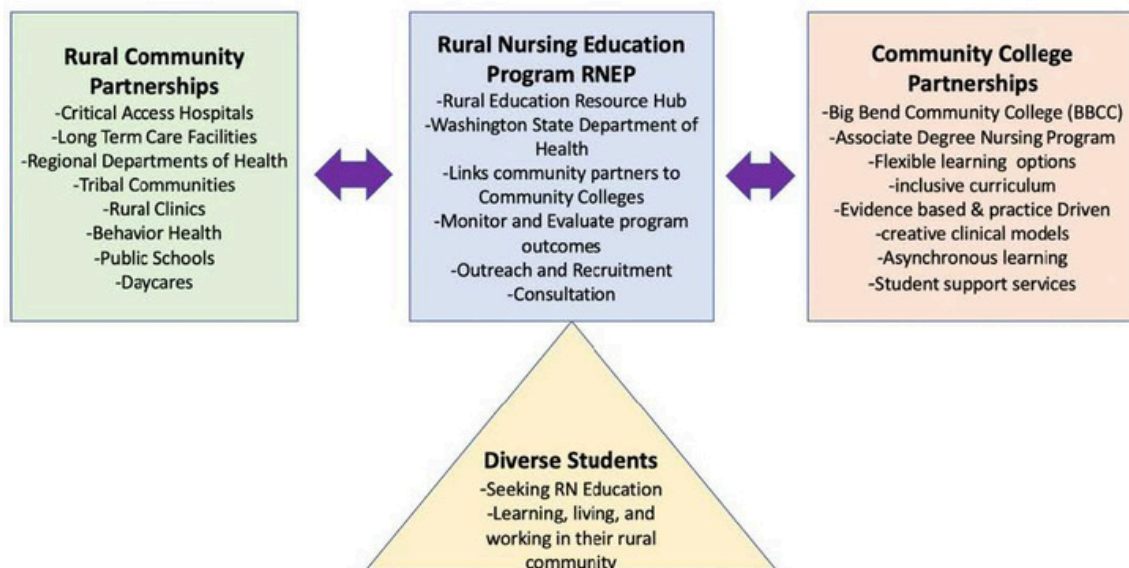 Rural Community
Partnerships
-Critical Access Hospitals
-Long Term Care Facilities
-Regional Departments of Health
-Tribal Communities
-Rural Clinics
-Behavior Health
-Public Schools
-Daycares
Rural Nursing Education
Program RNEP
-Rural Education Resource Hub
-Washington State Department of
Health
-Links community partners to
Community Colleges
-Monitor and Evaluate program
outcomes
-Outreach and Recruitment
-Consultation
Community College
Partnerships
-Big Bend Community College (BBCC)
-Associate Degree Nursing Program
-Flexible learning options
-inclusive curriculum
-Evidence based & practice Driven
-creative clinical models
-Asynchronous learning
-Student support services
Diverse Students
-Seeking RN Education
-Learning, living, and
working in their rural
community